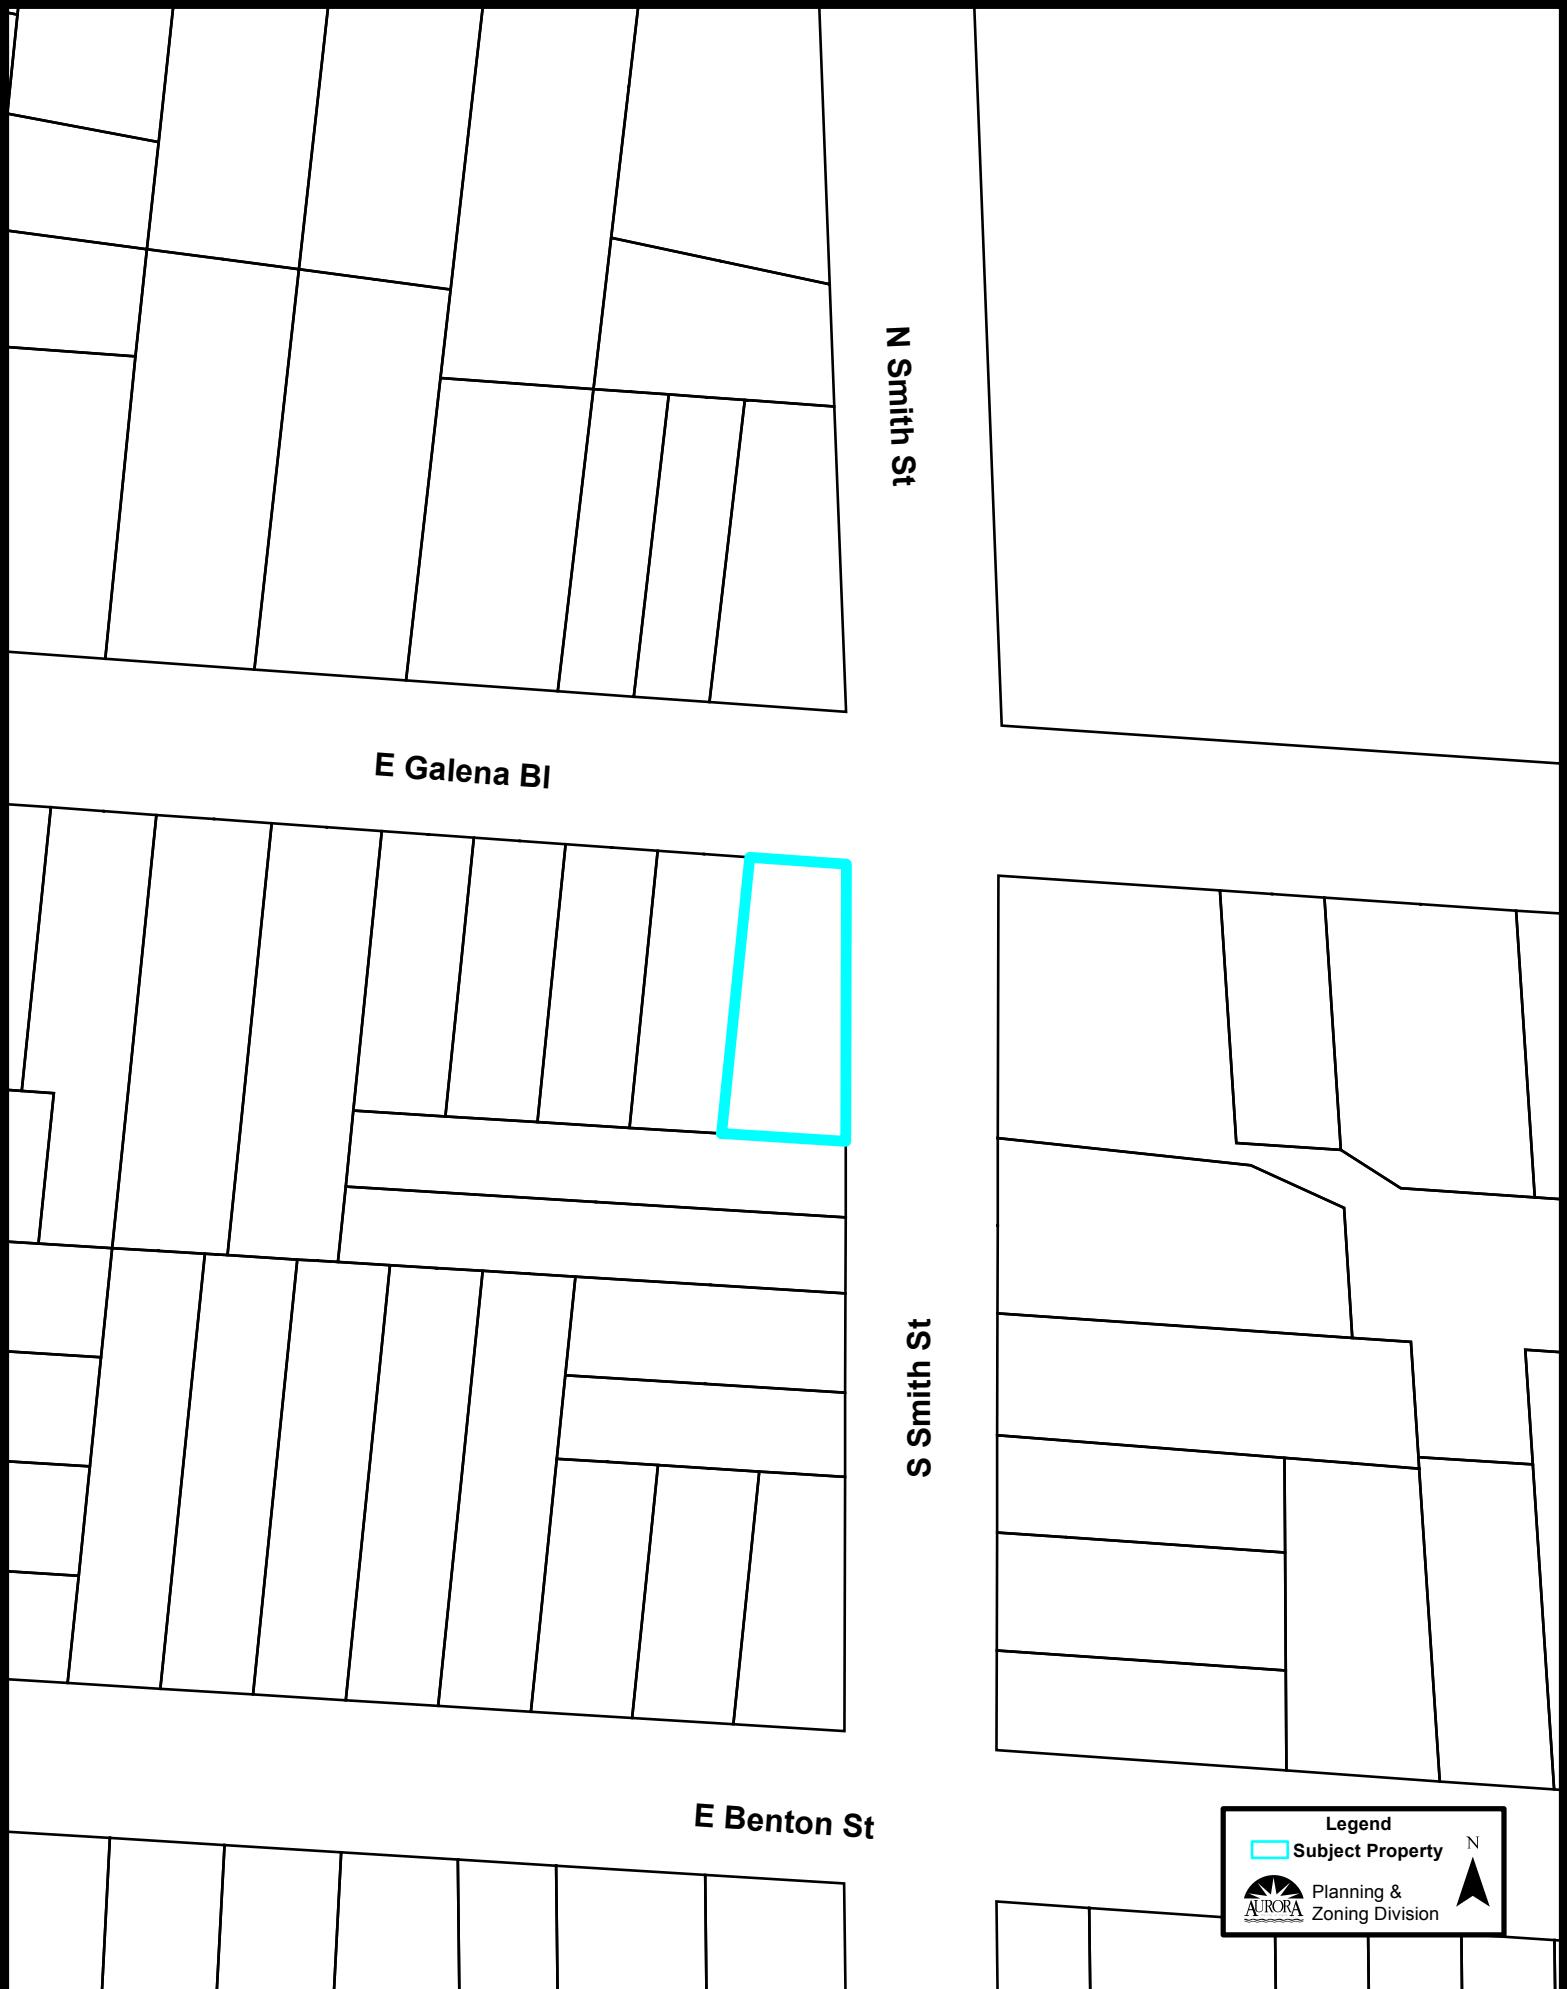 N Smith St
E Galena Bl
S Smith St
E Benton St
Legend
Subject Property
N
AURORA
Planning &
Zoning Division